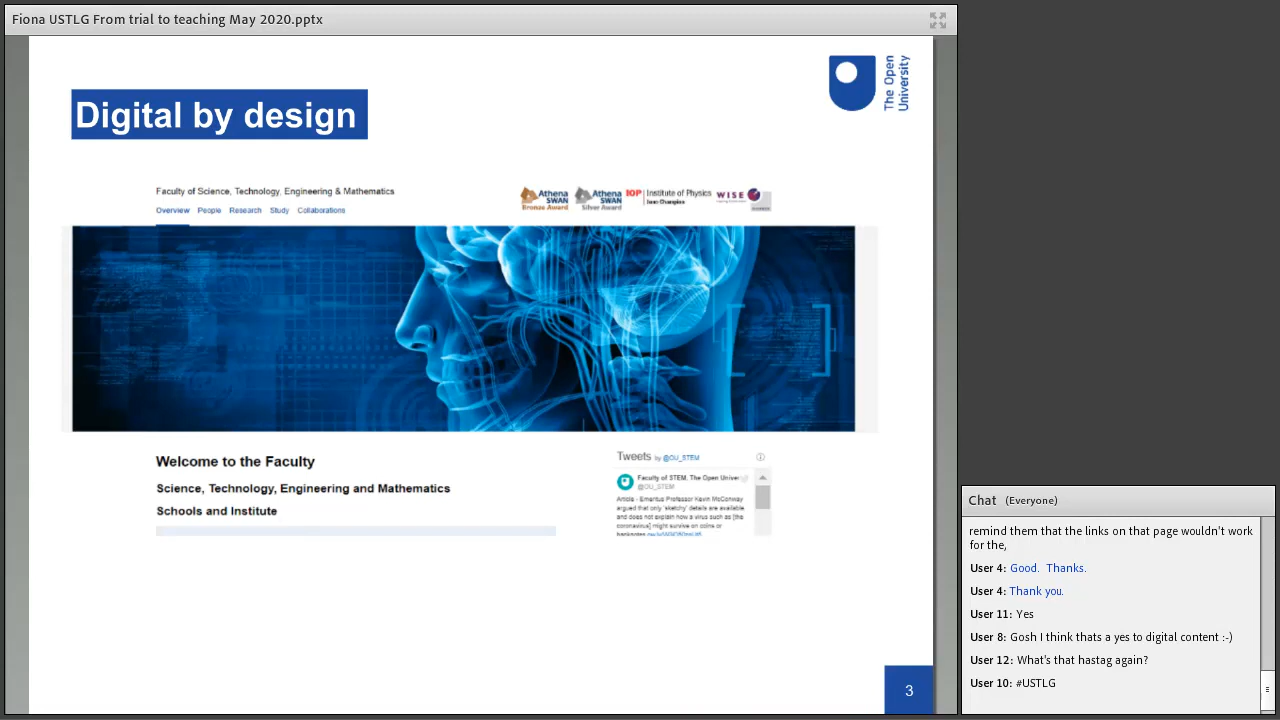 Fiona USTLG From trial to teaching May 2020.pptx
The Open
University
Digital by design
Faculty of Science, Technology, Engineering & Mathematics
Overview People Research Study Collaborations
Athena
SWAN
Bronze Award
Athena
SWAN
Silver Award
IOP Institute of Physics
Juno Champion
WISE
Welcome to the Faculty
Science, Technology, Engineering and Mathematics
Schools and Institute
Tweets by @OU_STEM
Faculty of STEM, The Open Univer
@OU_STEM
Article - Emeritus Professor Kevin McConway
argued that only 'sketchy' details are available,
and does not explain how a virus such as [the
coronavirus] might survive on coins or
banknotes
3
Chat (Everyone)
remind them that the that page wouldn't work
for the,
User 4: Good. Thanks.
User 4: Thank you.
User 11: Yes
User 8: Gosh I think thats a yes to digital content :-)
User 12: What's that hastag again?
User 10: #USTLG